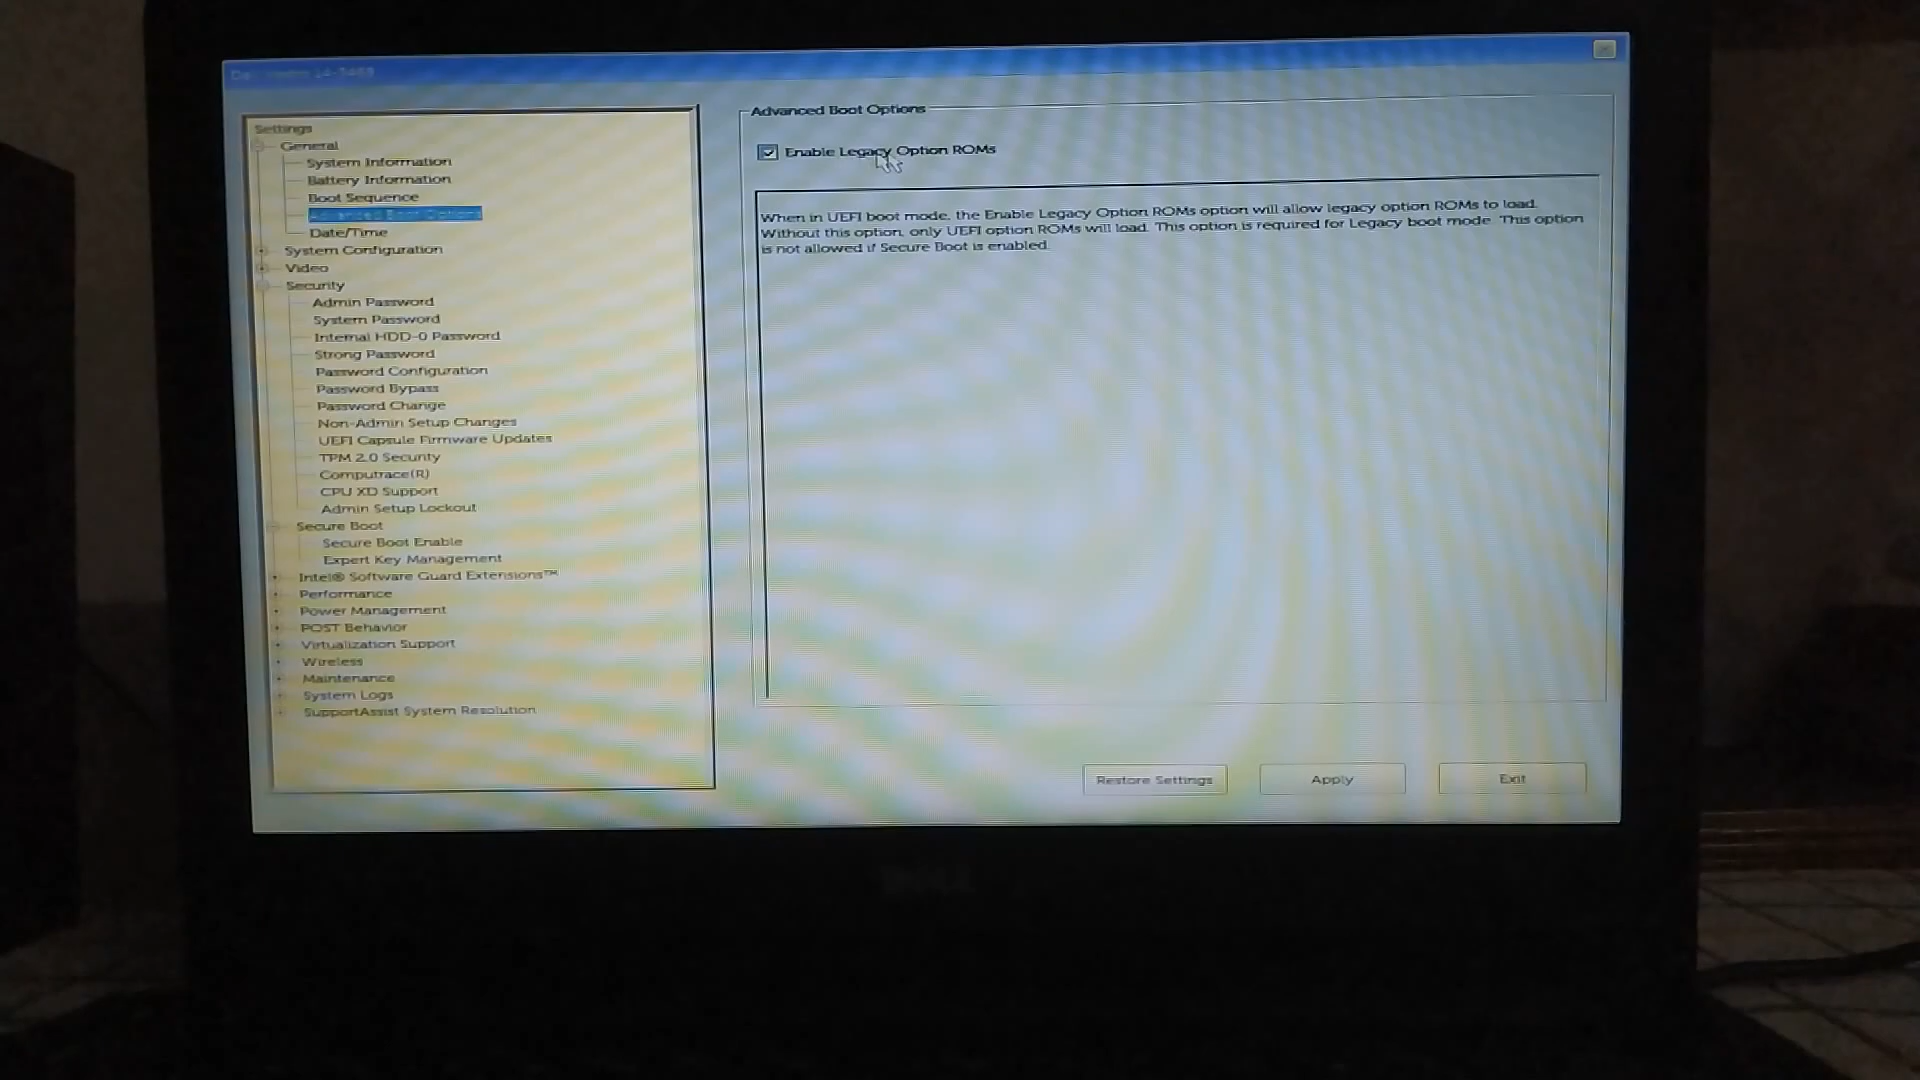 Settings
General
System Information
Battery Information
Boot Sequence
Advanced Boot Options
Date/Time
System Configuration
Video
Security
Admin Password
System Password
Internal HDD-0 Password
Strong Password
Password Configuration
Password Bypass
Password Change
Non-Admin Setup Changes
UEFI Capsule Firmware Updates
TPM 2.0 Security
Computrace(R)
CPU XD Support
Admin Setup Lockout
Secure Boot
Secure Boot Enable
Expert Key Management
Intel® Software Guard Extensions™
Performance
Power Management
POST Behavior
Virtualization Support
Wireless
Maintenance
System Logs
SupportAssist System Resolution
Advanced Boot Options
Enable Legacy Option ROMs
When in UEFI boot mode, the Enable Legacy Option ROMs option will allow legacy option ROMs to load.
Without this option, only UEFI option ROMs will load. This option is required for Legacy boot mode. This option
is not allowed if Secure Boot is enabled.
Restore Settings
Apply
Exit